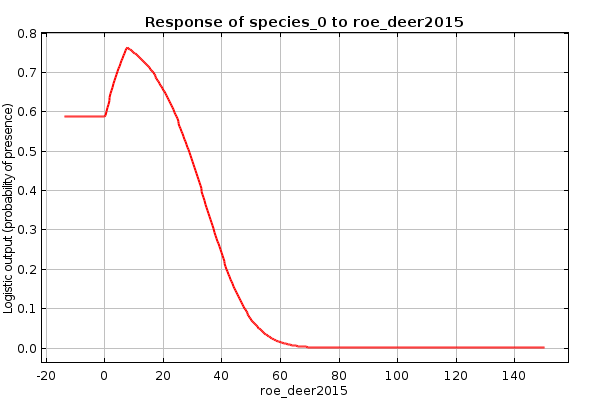 Response of species_0 to roe_deer2015
Logistic output (probability of presence)
0.8
0.7
0.6
0.5
0.4
0.3
0.2
0.1
0.0
-20 0 20 40 60 80 100 120 140
roe_deer2015